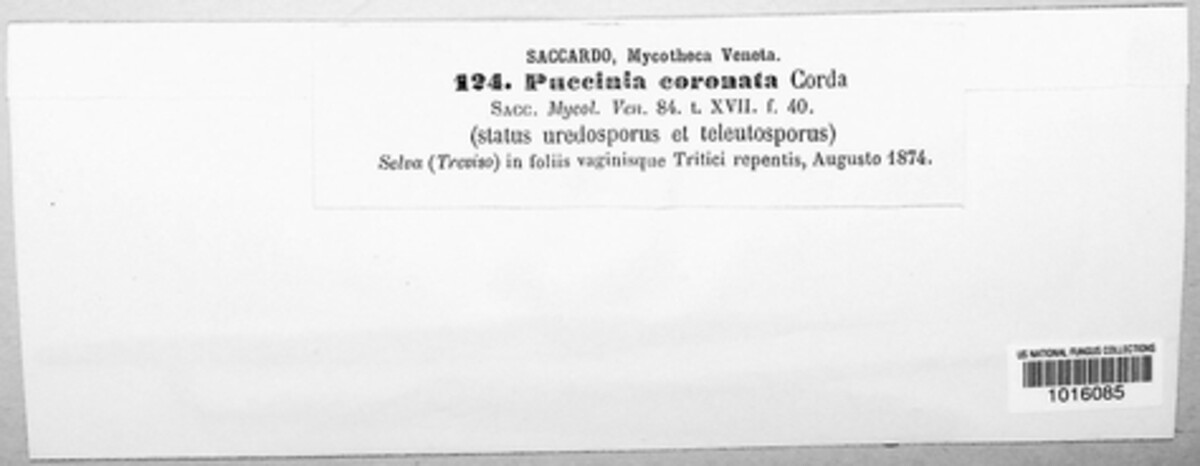 SACCARDO, Mycotheca Veneta.
124. Puccinia coronata Corda
SACC. Mycol. Ven. 84. t. XVII. f. 40.
(status uredosporus et teleutosporus)
Selva (Treviso) in foliis vaginisque Tritici repentis, Augusto 1874.
US NATIONAL FUNGUS COLLECTIONS
1016085